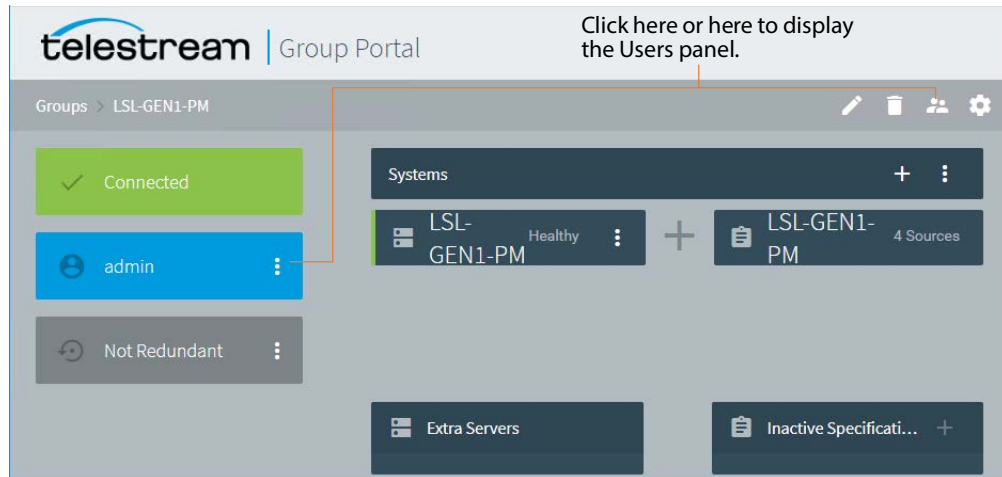 telestream | Group Portal
Click here or here to display
the Users panel.
Groups > LSL-GEN1-PM
Connected
Systems
admin
LSL-
GEN1-PM
Healthy
LSL-GEN1-
PM
4 Sources
Not Redundant
Extra Servers
Inactive Specificati...